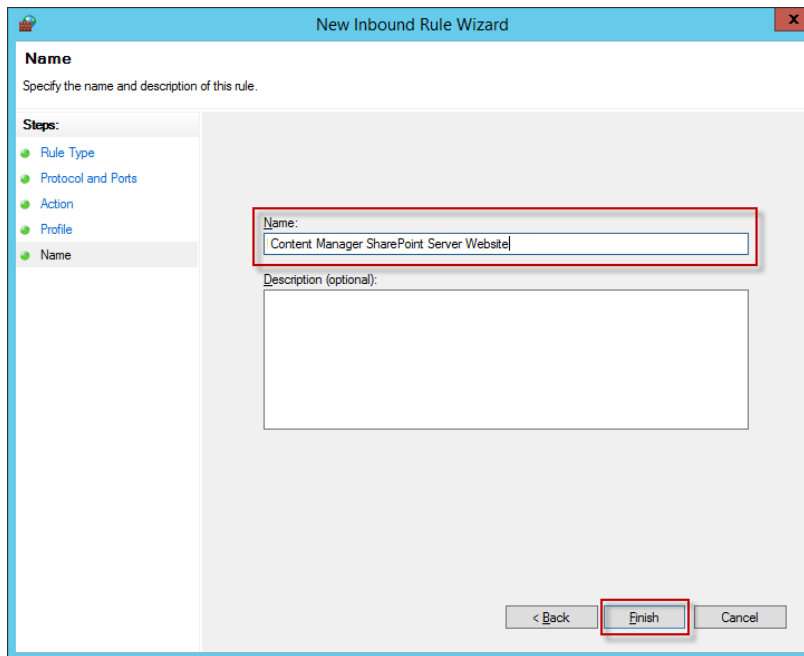 New Inbound Rule Wizard
x
Name
Specify the name and description of this rule.
Steps:
Rule Type
Protocol and Ports
Action
Profile
Name
Name:
Content Manager SharePoint Server Website
Description (optional):
< Back
Finish
Cancel